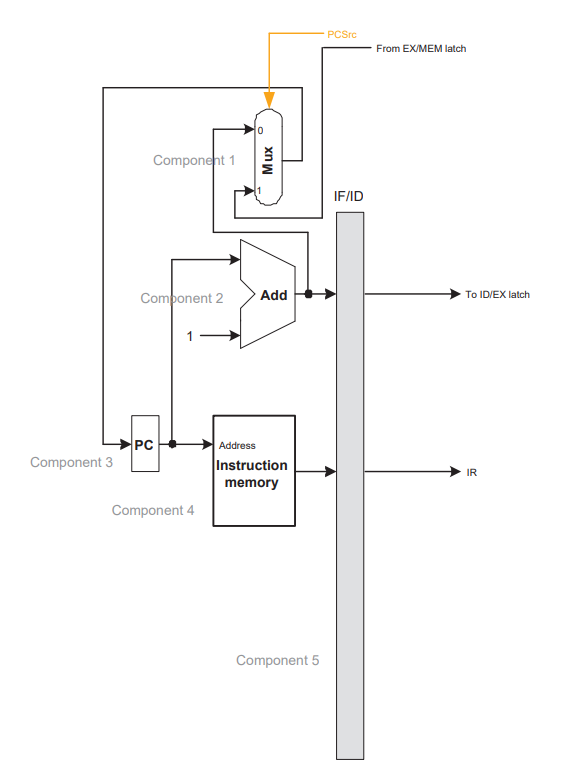 PCSrc
From EX/MEM latch
0
Component 1
Mux
1
IF/ID
Component 2
Add
To ID/EX latch
1
PC
Address
Component 3
Instruction
memory
IR
Component 4
Component 5